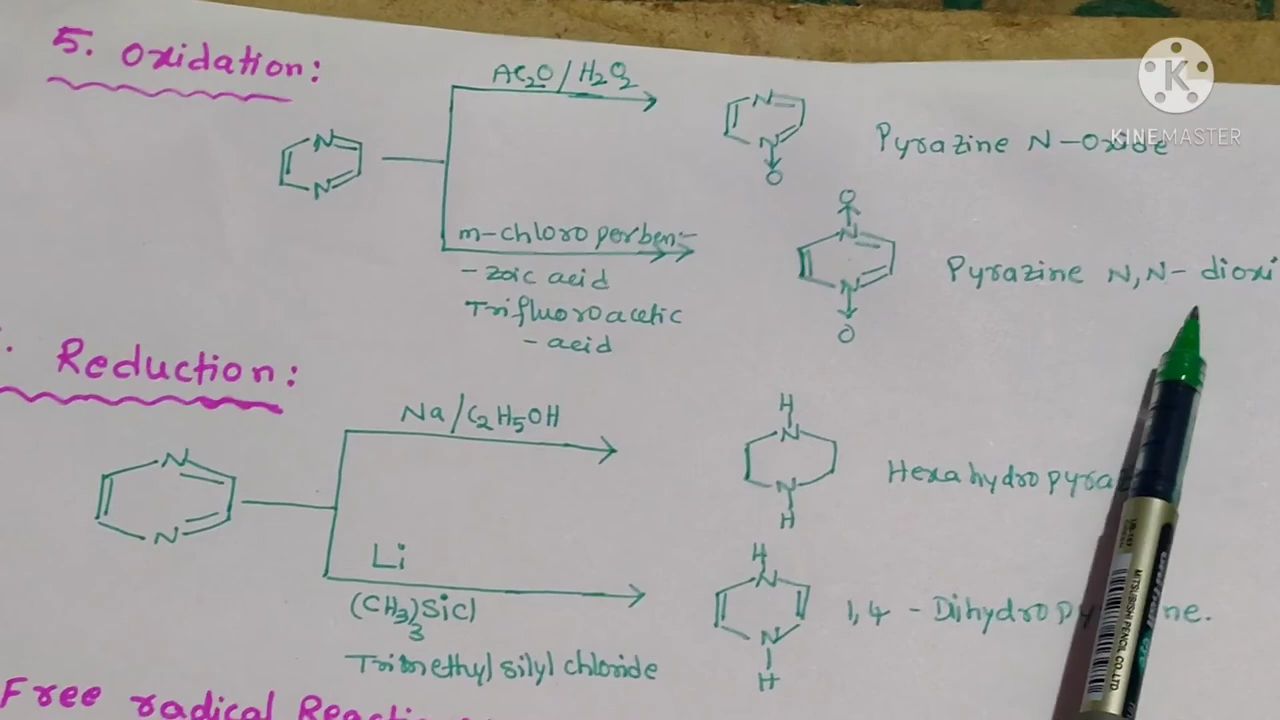 5. Oxidation:
Ac2O/H2O2
N
N
O
Pyrazine N-Oxide
KINEMASTER
m-chloro perben-
-zoic acid
Trifluoroacetic
-acid
O
N
N
O
Pyrazine N,N-dioxi
Reduction:
Na/C2H5OH
N
N
H
N
N
H
Hexahydropyra
Li
(CH3)3SiCl
Trimethyl silyl chloride
H
N
N
H
1,4-Dihydrop ne.
Free radical Reacti